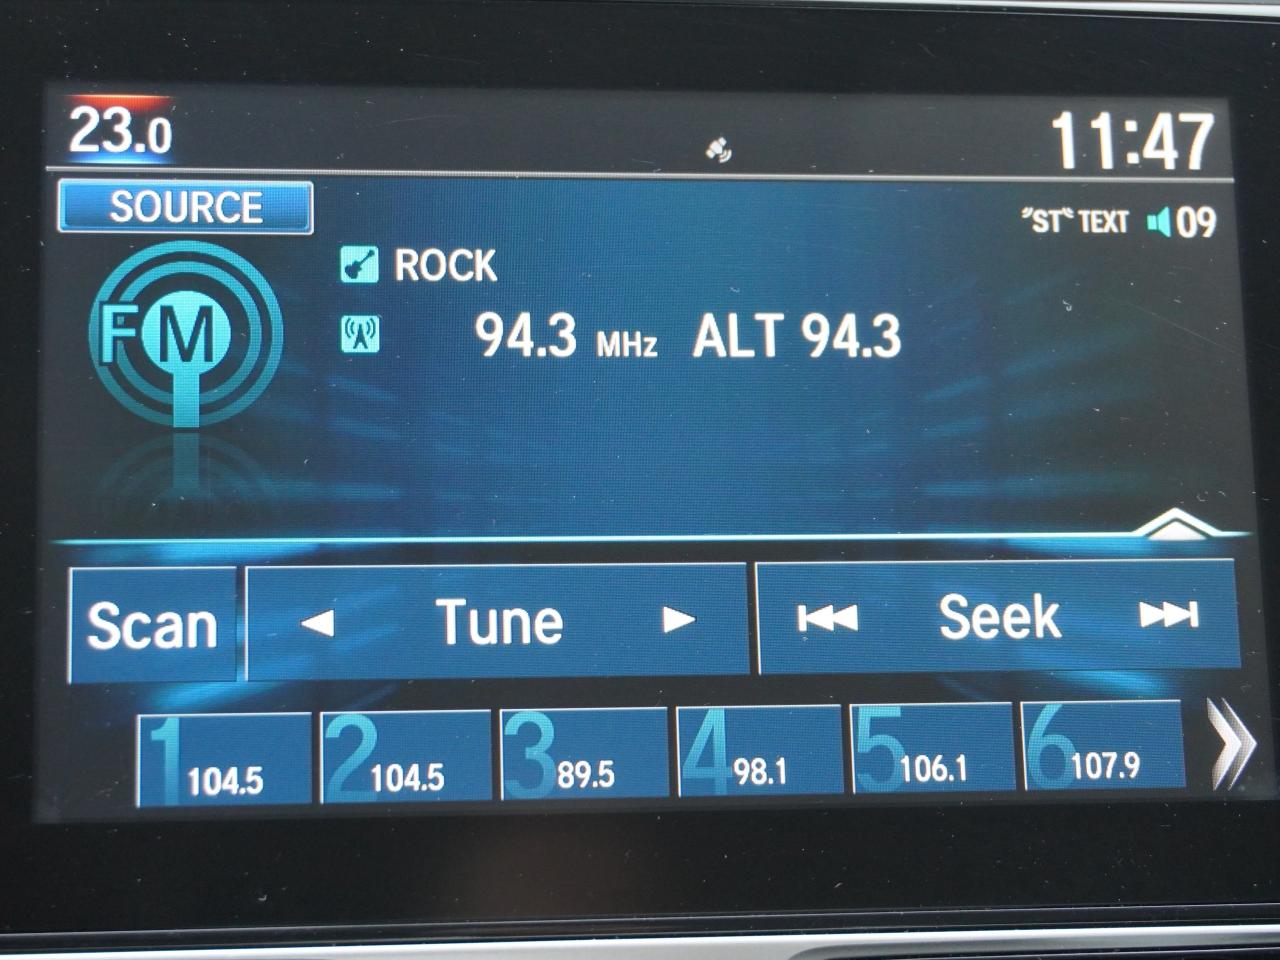 23.0
11:47
SOURCE
"ST" TEXT 09
FM
ROCK
94.3 MHz ALT 94.3
Scan
Tune
Seek
1 104.5
2 104.5
3 89.5
4 98.1
5 106.1
6 107.9